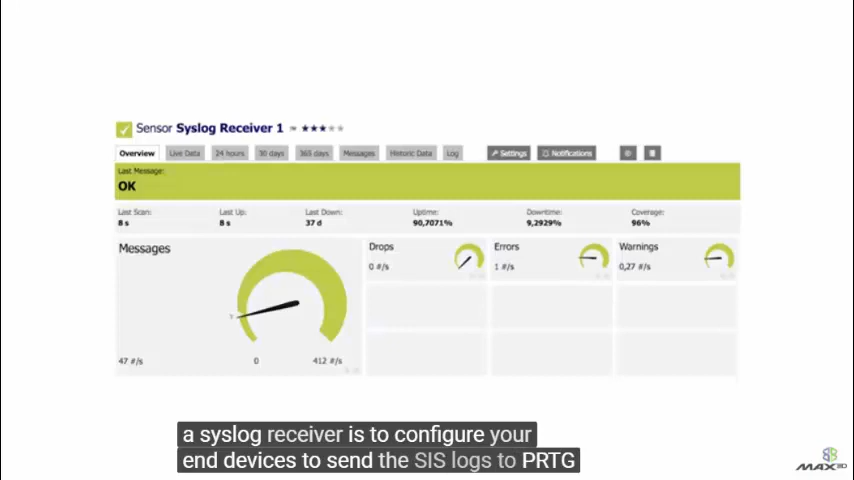 Sensor Syslog Receiver 1
Overview Live Data 24 hours 30 days 365 days Messages Historic Data Log Settings Notifications
Last Message:
OK
Last Scan: Last Up: Last Down: Uptime: Downtime: Coverage:
8 s 8 s 37 d 90,7071% 9,2929% 96%
Messages Drops Errors Warnings
0 #/s 1 #/s 0,27 #/s
47 #/s 0 412 #/s
a syslog receiver is to configure your
end devices to send the SIS logs to PRTG
MAX3D